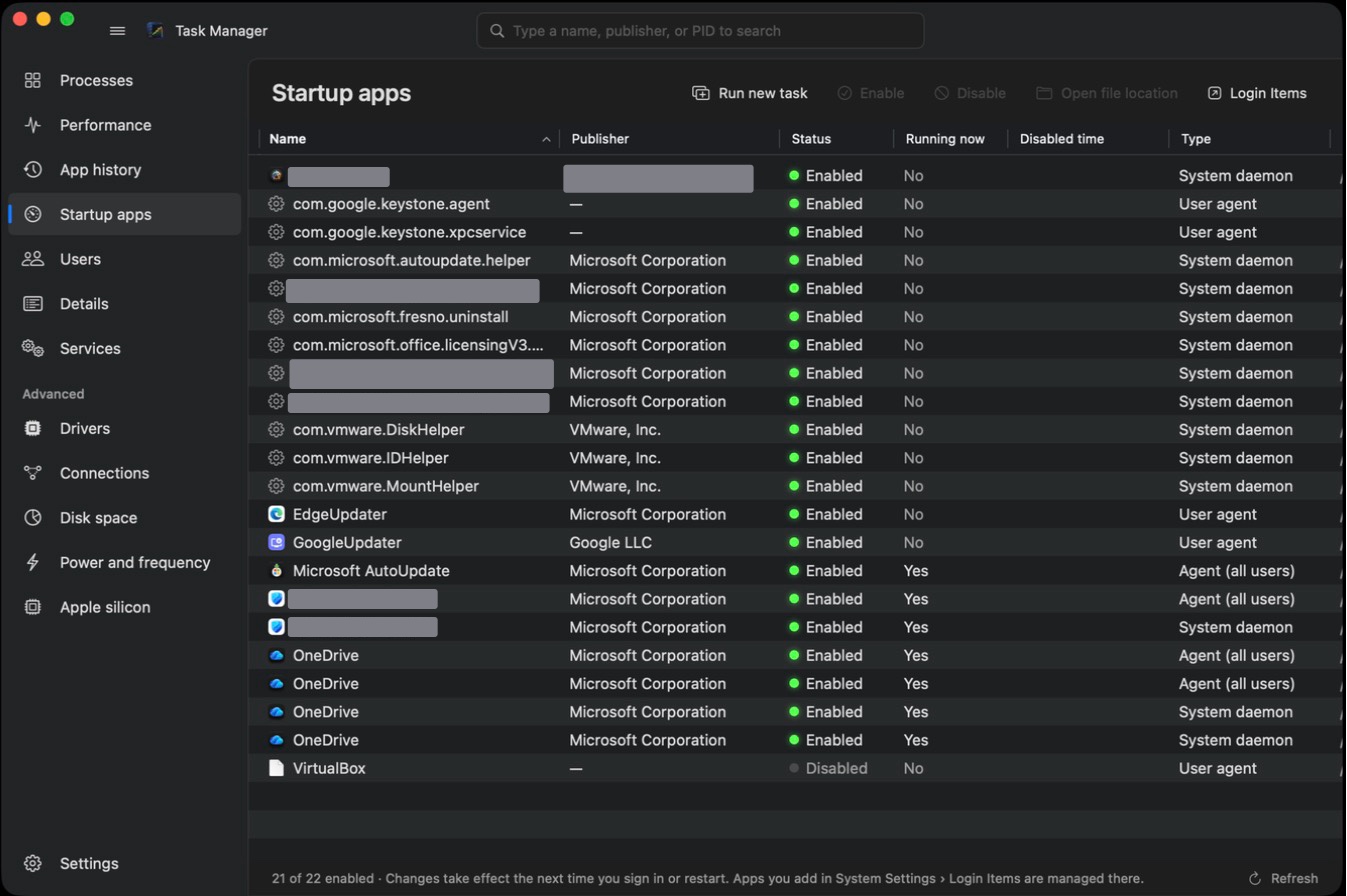 Task Manager
Type a name, publisher, or PID to search
Processes
Performance
App history
Startup apps
Users
Details
Services
Advanced
Drivers
Connections
Disk space
Power and frequency
Apple silicon
Settings
Startup apps
Run new task Enable Disable Open file location Login Items
Name Publisher Status Running now Disabled time Type
Enabled No System daemon
com.google.keystone.agent — Enabled No User agent
com.google.keystone.xpcservice — Enabled No User agent
com.microsoft.autoupdate.helper Microsoft Corporation Enabled No System daemon
Microsoft Corporation Enabled No System daemon
com.microsoft.fresno.uninstall Microsoft Corporation Enabled No System daemon
com.microsoft.office.licensingV3.... Microsoft Corporation Enabled No System daemon
Microsoft Corporation Enabled No System daemon
Microsoft Corporation Enabled No System daemon
com.vmware.DiskHelper VMware, Inc. Enabled No System daemon
com.vmware.IDHelper VMware, Inc. Enabled No System daemon
com.vmware.MountHelper VMware, Inc. Enabled No System daemon
EdgeUpdater Microsoft Corporation Enabled No User agent
GoogleUpdater Google LLC Enabled No User agent
Microsoft AutoUpdate Microsoft Corporation Enabled Yes Agent (all users)
Microsoft Corporation Enabled Yes Agent (all users)
Microsoft Corporation Enabled Yes System daemon
OneDrive Microsoft Corporation Enabled Yes Agent (all users)
OneDrive Microsoft Corporation Enabled Yes Agent (all users)
OneDrive Microsoft Corporation Enabled Yes System daemon
OneDrive Microsoft Corporation Enabled Yes System daemon
VirtualBox — Disabled No User agent
21 of 22 enabled · Changes take effect the next time you sign in or restart. Apps you add in System Settings › Login Items are managed there. Refresh